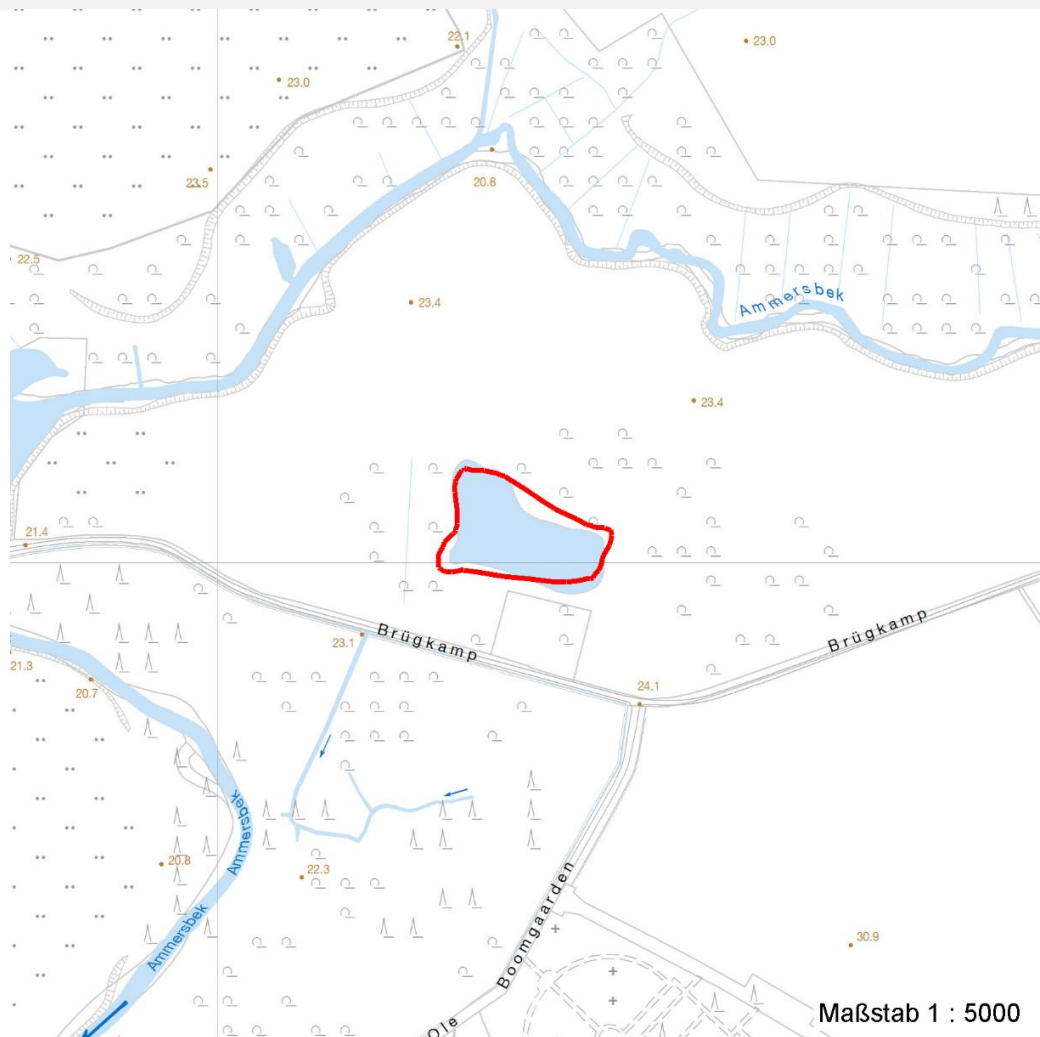 22.1
23.0
23.0
23.5
20.8
22.5
23.4
Ammersbek
23.4
21.4
Brügkamp
Brügkamp
23.1
21.3
20.7
24.1
Ammersbek
20.8
22.3
Ammersbek
Ole Boomgaarden
30.9
Maßstab 1 : 5000